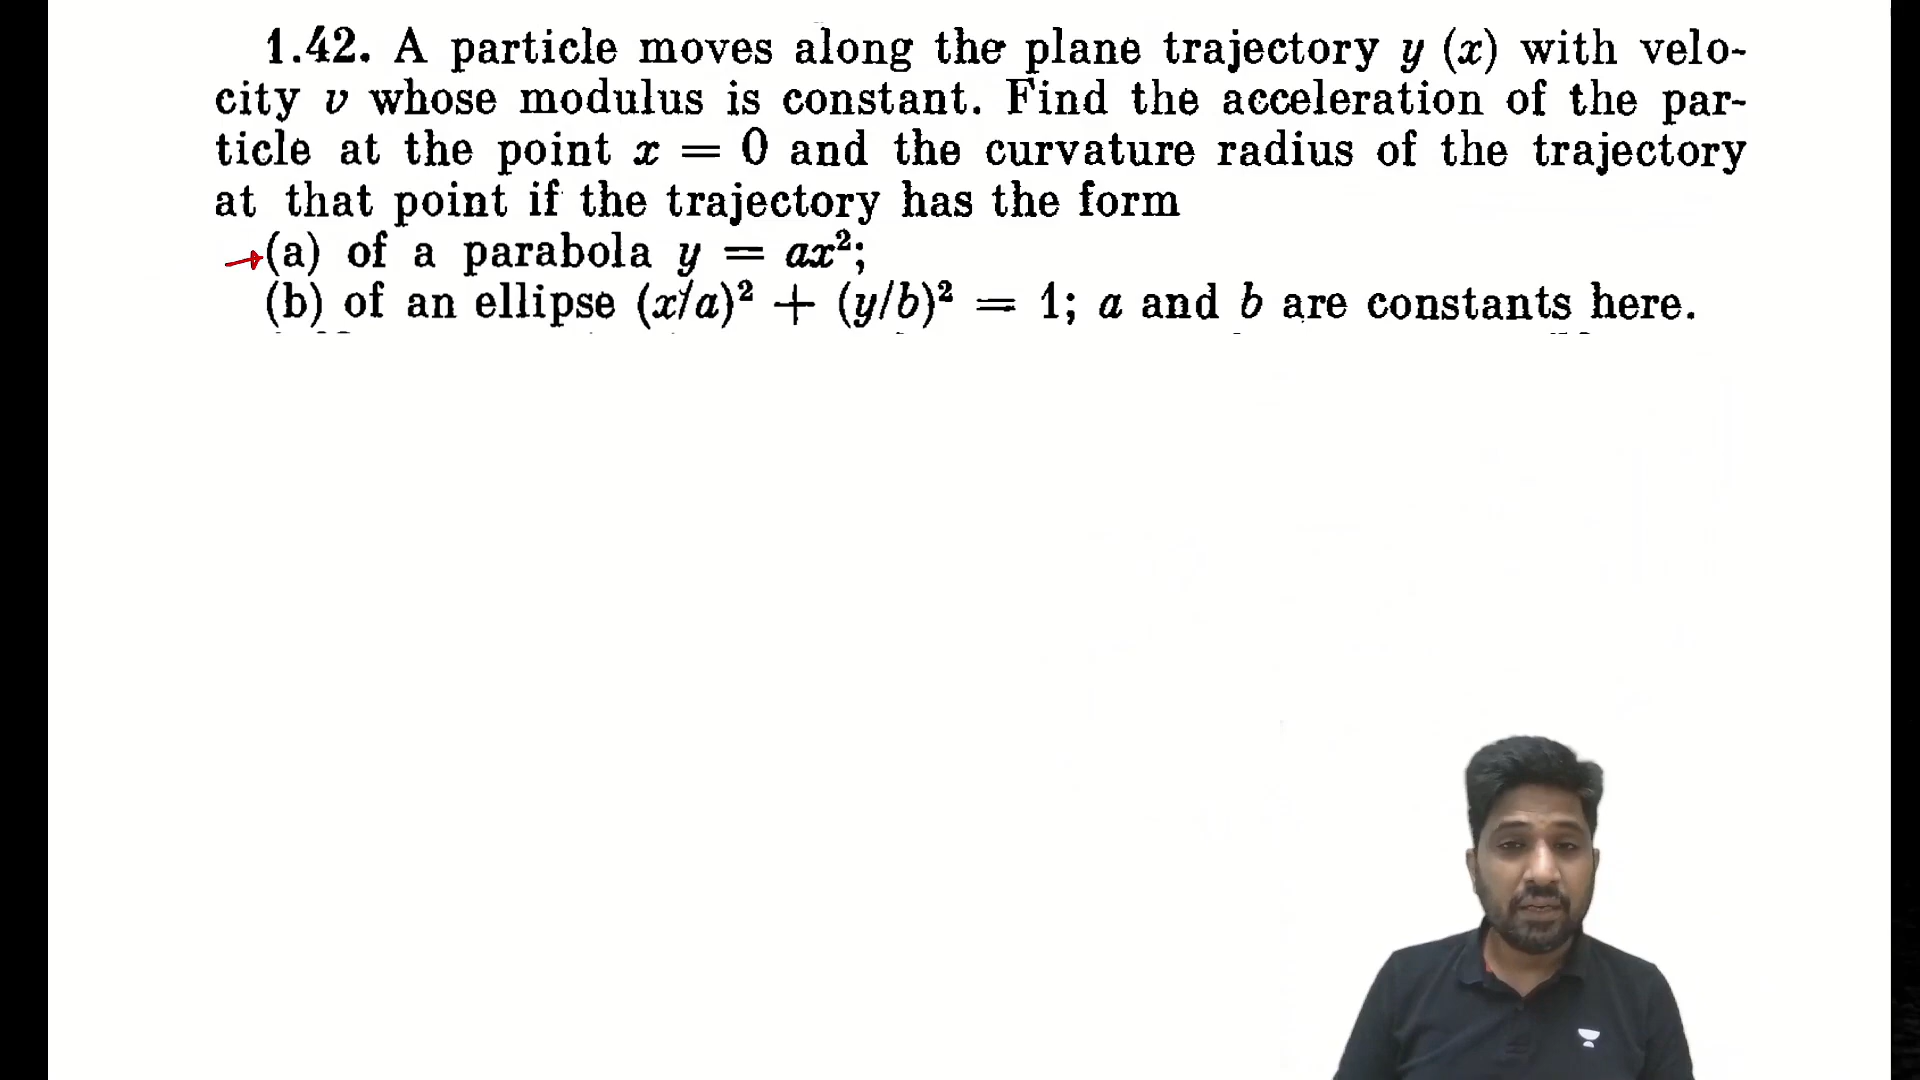 1.42. A particle moves along the plane trajectory y (x) with velo-
city v whose modulus is constant. Find the acceleration of the par-
ticle at the point x = 0 and the curvature radius of the trajectory
at that point if the trajectory has the form
(a) of a parabola y = ax²;
(b) of an ellipse (x/a)² + (y/b)² = 1; a and b are constants here.